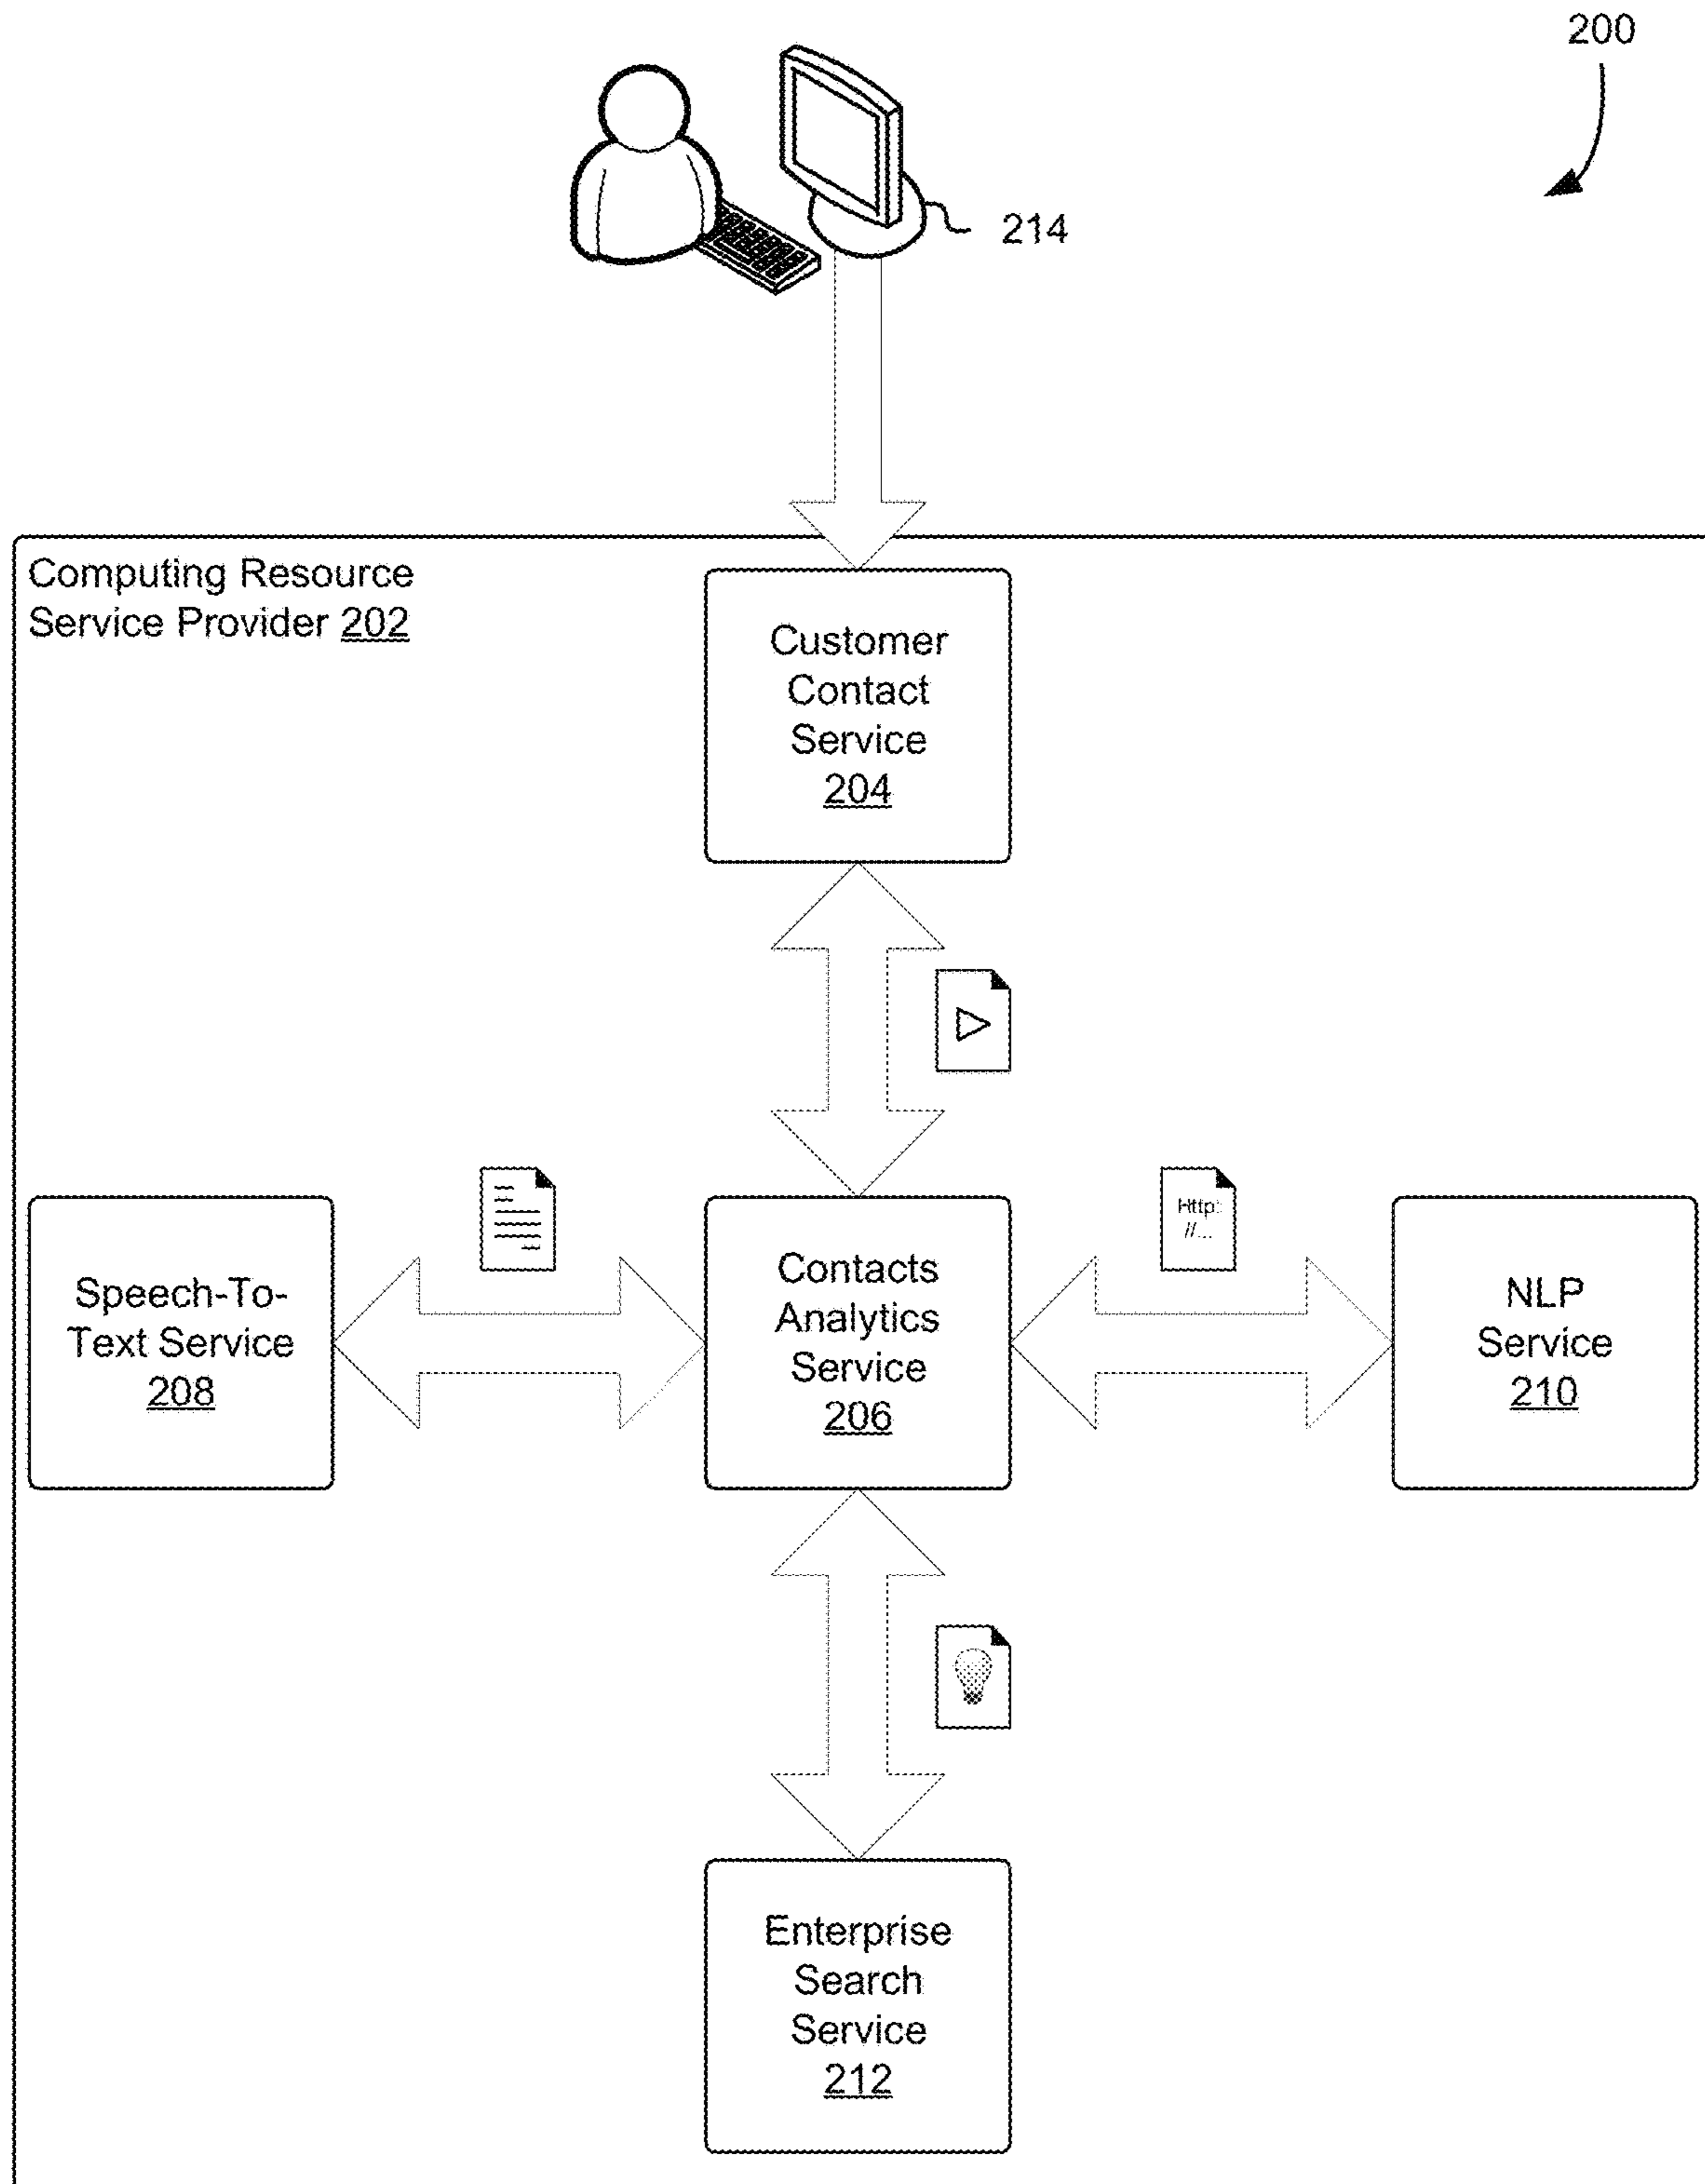 200
214
Computing Resource
Service Provider 202
Customer
Contact
Service
204
Speech-To-
Text Service
208
Contacts
Analytics
Service
206
Http:
//...
NLP
Service
210
Enterprise
Search
Service
212